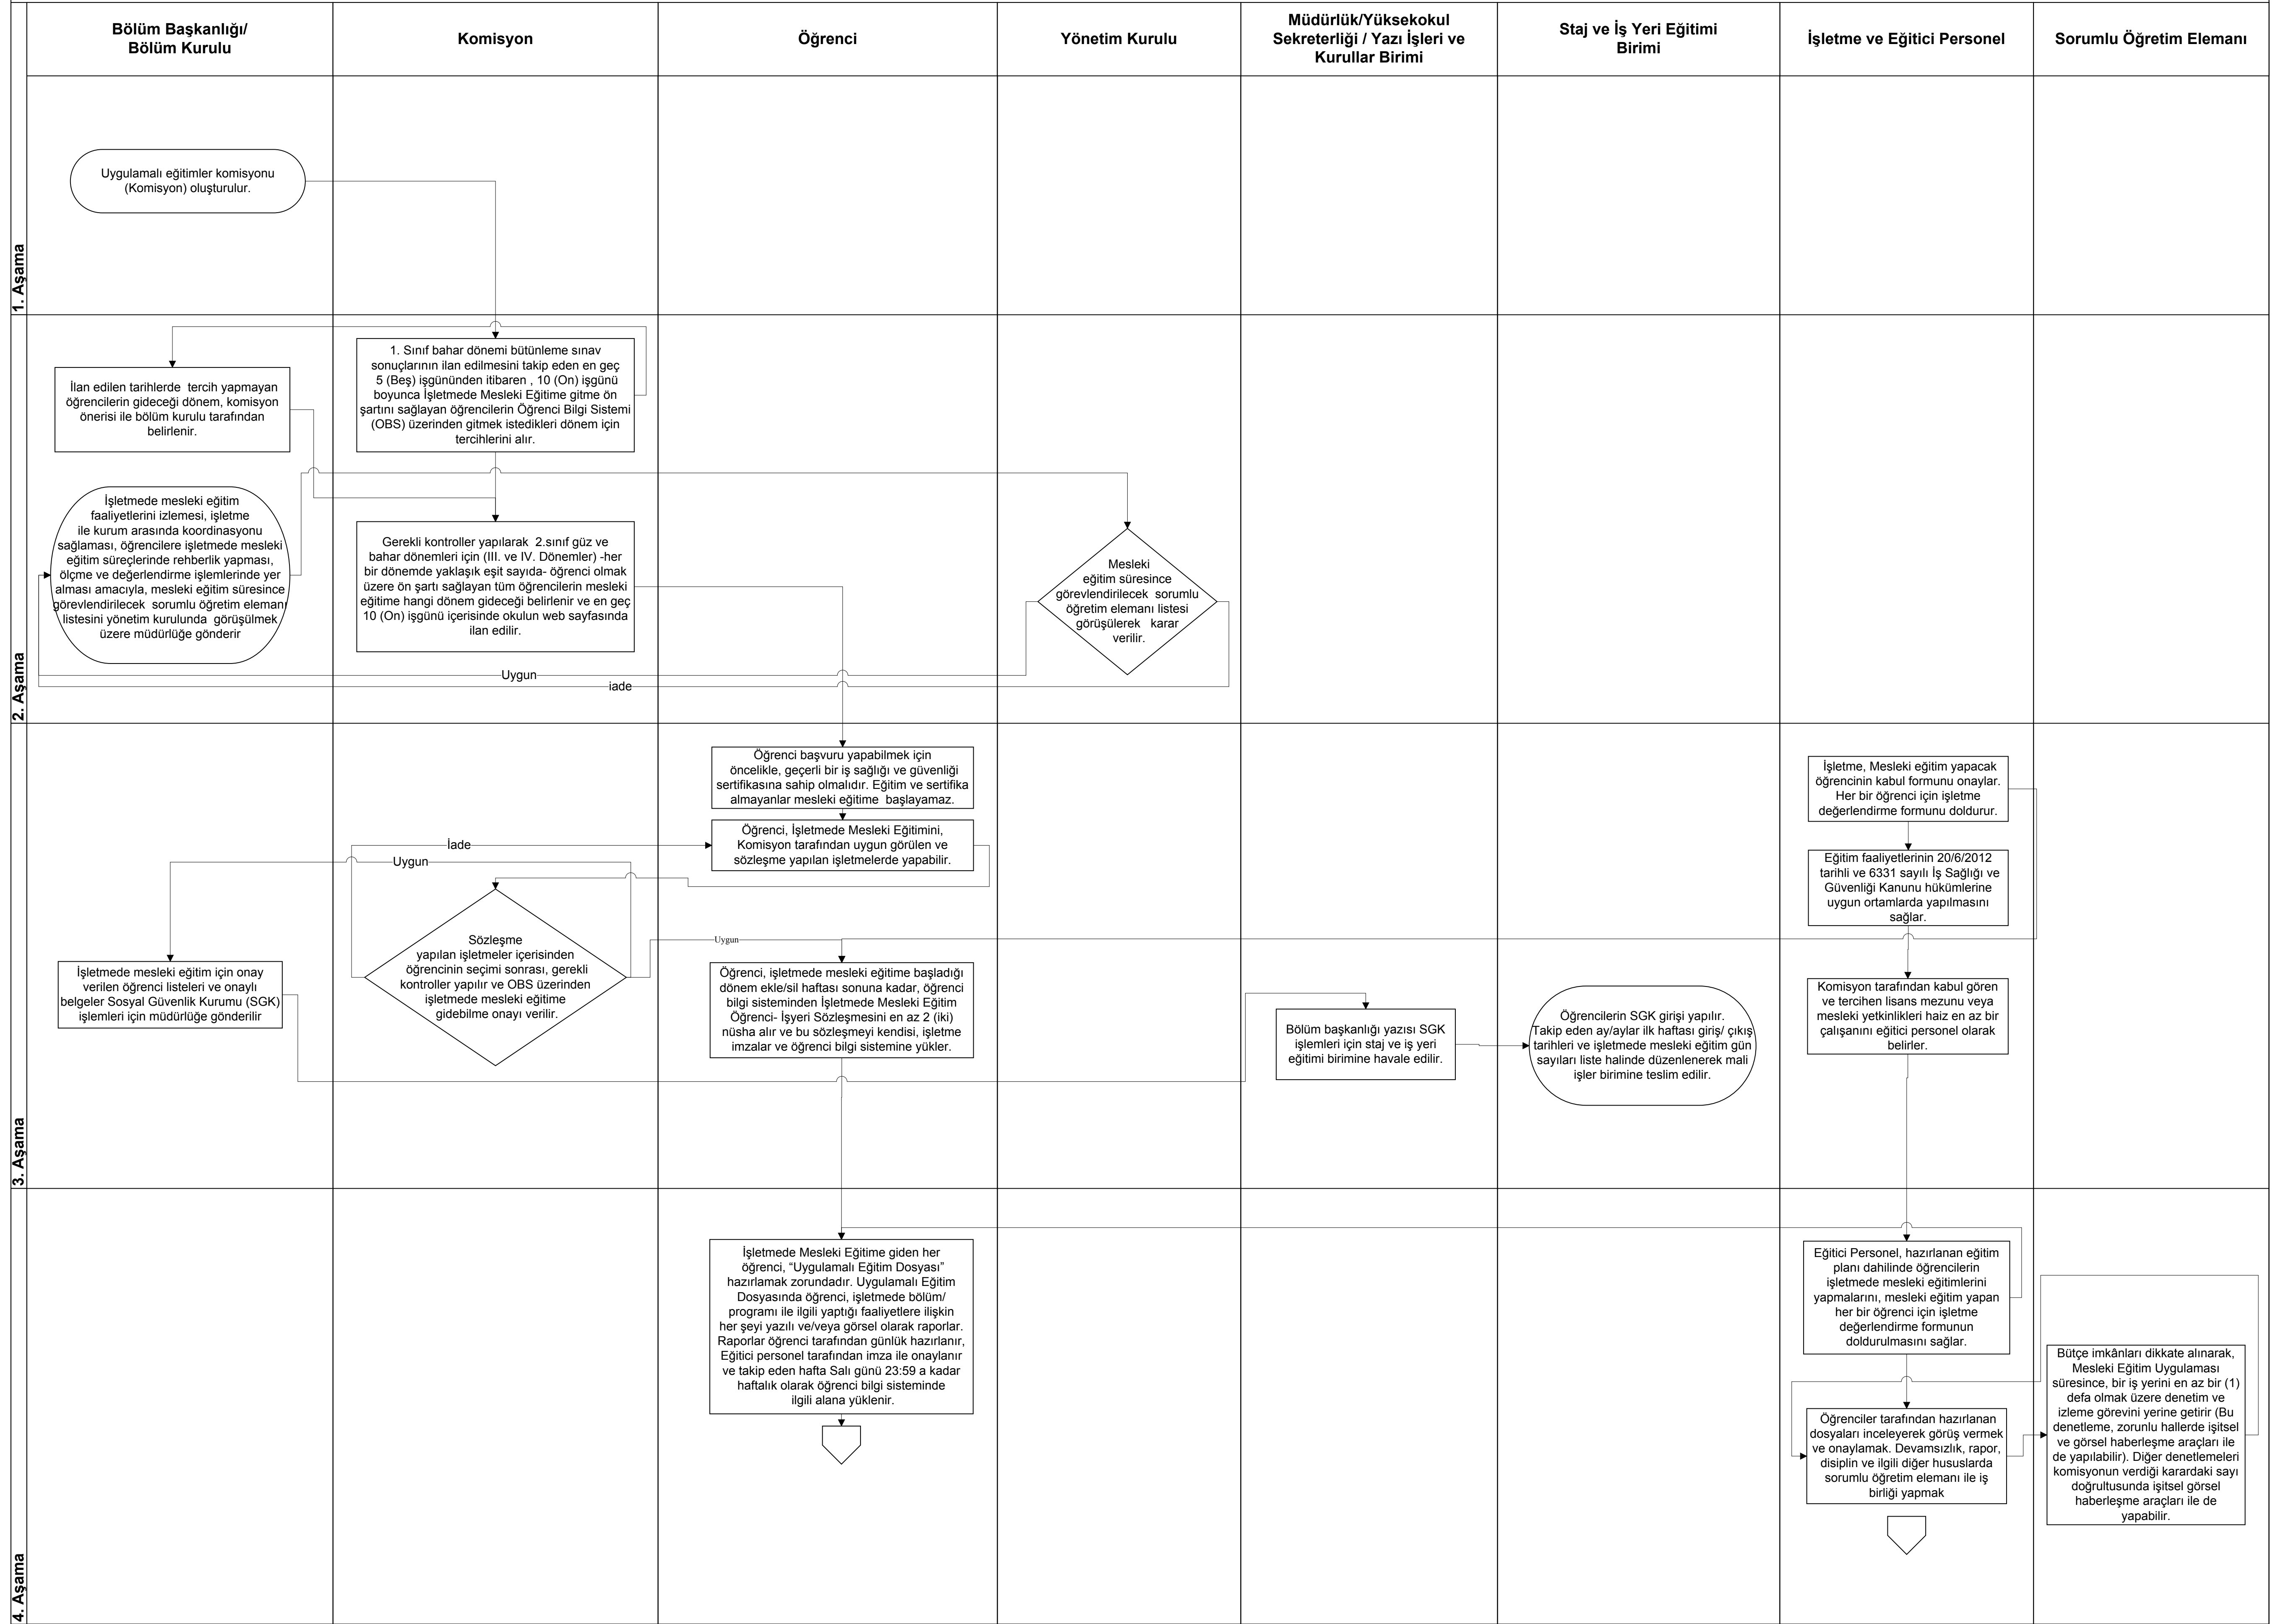 Bölüm Başkanlığı/
Bölüm Kurulu
Komisyon
Öğrenci
Yönetim Kurulu
Müdürlük/Yüksekokul
Sekreterliği / Yazı İşleri ve
Kurullar Birimi
Staj ve İş Yeri Eğitimi
Birimi
İşletme ve Eğitici Personel
Sorumlu Öğretim Elemanı
1. Aşama
Uygulamalı eğitimler komisyonu
(Komisyon) oluşturulur.
2. Aşama
İlan edilen tarihlerde tercih yapmayan
öğrencilerin gideceği dönem, komisyon
önerisi ile bölüm kurulu tarafından
belirlenir.
1. Sınıf bahar dönemi bütünleme sınav
sonuçlarının ilan edilmesini takip eden en geç
5 (Beş) işgününden itibaren , 10 (On) işgünü
boyunca İşletmede Mesleki Eğitime gitme ön
şartını sağlayan öğrencilerin Öğrenci Bilgi Sistemi
(OBS) üzerinden gitmek istedikleri dönem için
tercihlerini alır.
İşletmede mesleki eğitim
faaliyetlerini izlemesi, işletme
ile kurum arasında koordinasyonu
sağlaması, öğrencilere işletmede mesleki
eğitim süreçlerinde rehberlik yapması,
ölçme ve değerlendirme işlemlerinde yer
alması amacıyla, mesleki eğitim süresince
görevlendirilecek sorumlu öğretim elemanı
listesini yönetim kurulunda görüşülmek
üzere müdürlüğe gönderir
Gerekli kontroller yapılarak 2.sınıf güz ve
bahar dönemleri için (III. ve IV. Dönemler) -her
bir dönemde yaklaşık eşit sayıda- öğrenci olmak
üzere ön şartı sağlayan tüm öğrencilerin mesleki
eğitime hangi dönem gideceği belirlenir ve en geç
10 (On) işgünü içerisinde okulun web sayfasında
ilan edilir.
Mesleki
eğitim süresince
görevlendirilecek sorumlu
öğretim elemanı listesi
görüşülerek karar
verilir.
Uygun
iade
3. Aşama
Öğrenci başvuru yapabilmek için
öncelikle, geçerli bir iş sağlığı ve güvenliği
sertifikasına sahip olmalıdır. Eğitim ve sertifika
almayanlar mesleki eğitime başlayamaz.
Öğrenci, İşletmede Mesleki Eğitimini,
Komisyon tarafından uygun görülen ve
sözleşme yapılan işletmelerde yapabilir.
İade
Uygun
Sözleşme
yapılan işletmeler içerisinden
öğrencinin seçimi sonrası, gerekli
kontroller yapılır ve OBS üzerinden
işletmede mesleki eğitime
gidebilme onayı verilir.
Uygun
İşletmede mesleki eğitim için onay
verilen öğrenci listeleri ve onaylı
belgeler Sosyal Güvenlik Kurumu (SGK)
işlemleri için müdürlüğe gönderilir
Öğrenci, işletmede mesleki eğitime başladığı
dönem ekle/sil haftası sonuna kadar, öğrenci
bilgi sisteminden İşletmede Mesleki Eğitim
Öğrenci- İşyeri Sözleşmesini en az 2 (iki)
nüsha alır ve bu sözleşmeyi kendisi, işletme
imzalar ve öğrenci bilgi sistemine yükler.
Bölüm başkanlığı yazısı SGK
işlemleri için staj ve iş yeri
eğitimi birimine havale edilir.
Öğrencilerin SGK girişi yapılır.
Takip eden ay/aylar ilk haftası giriş/ çıkış
tarihleri ve işletmede mesleki eğitim gün
sayıları liste halinde düzenlenerek mali
işler birimine teslim edilir.
İşletme, Mesleki eğitim yapacak
öğrencinin kabul formunu onaylar.
Her bir öğrenci için işletme
değerlendirme formunu doldurur.
Eğitim faaliyetlerinin 20/6/2012
tarihli ve 6331 sayılı İş Sağlığı ve
Güvenliği Kanunu hükümlerine
uygun ortamlarda yapılmasını
sağlar.
Komisyon tarafından kabul gören
ve tercihen lisans mezunu veya
mesleki yetkinlikleri haiz en az bir
çalışanını eğitici personel olarak
belirler.
4. Aşama
İşletmede Mesleki Eğitime giden her
öğrenci, “Uygulamalı Eğitim Dosyası”
hazırlamak zorundadır. Uygulamalı Eğitim
Dosyasında öğrenci, işletmede bölüm/
programı ile ilgili yaptığı faaliyetlere ilişkin
her şeyi yazılı ve/veya görsel olarak raporlar.
Raporlar öğrenci tarafından günlük hazırlanır,
Eğitici personel tarafından imza ile onaylanır
ve takip eden hafta Salı günü 23:59 a kadar
haftalık olarak öğrenci bilgi sisteminde
ilgili alana yüklenir.
Eğitici Personel, hazırlanan eğitim
planı dahilinde öğrencilerin
işletmede mesleki eğitimlerini
yapmalarını, mesleki eğitim yapan
her bir öğrenci için işletme
değerlendirme formunun
doldurulmasını sağlar.
Öğrenciler tarafından hazırlanan
dosyaları inceleyerek görüş vermek
ve onaylamak. Devamsızlık, rapor,
disiplin ve ilgili diğer hususlarda
sorumlu öğretim elemanı ile iş
birliği yapmak
Bütçe imkânları dikkate alınarak,
Mesleki Eğitim Uygulaması
süresince, bir iş yerini en az bir (1)
defa olmak üzere denetim ve
izleme görevini yerine getirir (Bu
denetleme, zorunlu hallerde işitsel
ve görsel haberleşme araçları ile
de yapılabilir). Diğer denetlemeleri
komisyonun verdiği karardaki sayı
doğrultusunda işitsel görsel
haberleşme araçları ile de
yapabilir.